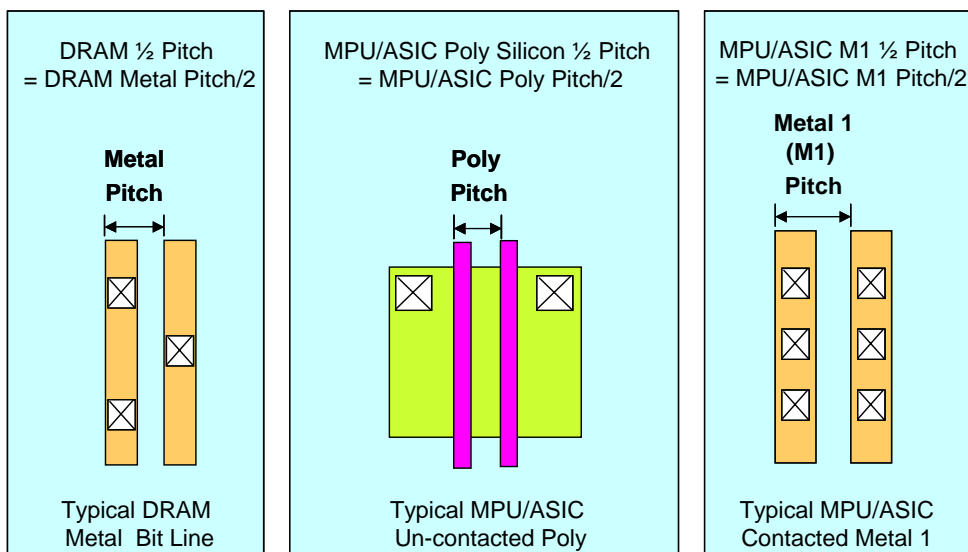 DRAM ½ Pitch
= DRAM Metal Pitch/2
Metal
Pitch
Typical DRAM
Metal Bit Line
MPU/ASIC Poly Silicon ½ Pitch
= MPU/ASIC Poly Pitch/2
Poly
Pitch
Typical MPU/ASIC
Un-contacted Poly
MPU/ASIC M1 ½ Pitch
= MPU/ASIC M1 Pitch/2
Metal 1
(M1)
Pitch
Typical MPU/ASIC
Contacted Metal 1